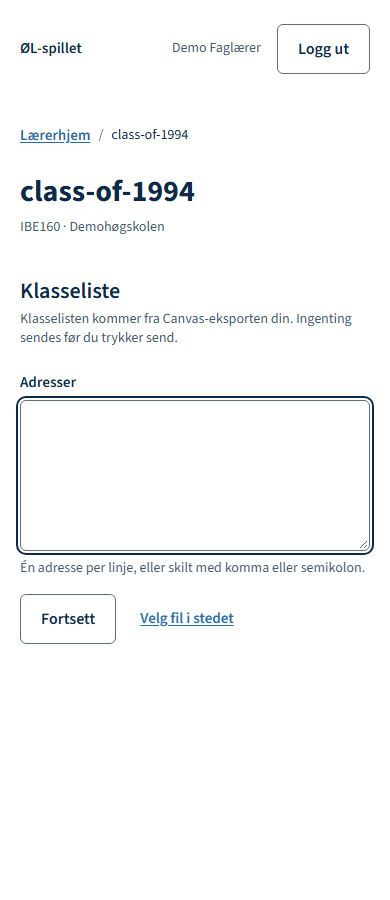 ØL-spillet
Demo Faglærer
Logg ut
Lærerhjem / class-of-1994
class-of-1994
IBE160 · Demohøgskolen
Klasseliste
Klasselisten kommer fra Canvas-eksporten din. Ingenting
sendes før du trykker send.
Adresser
Én adresse per linje, eller skilt med komma eller semikolon.
Fortsett
Velg fil i stedet